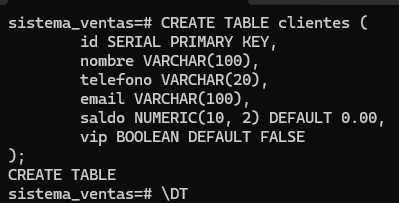 sistema_ventas=# CREATE TABLE clientes (
id SERIAL PRIMARY KEY,
nombre VARCHAR(100),
telefono VARCHAR(20),
email VARCHAR(100),
saldo NUMERIC(10, 2) DEFAULT 0.00,
vip BOOLEAN DEFAULT FALSE
);
CREATE TABLE
sistema_ventas=# \DT